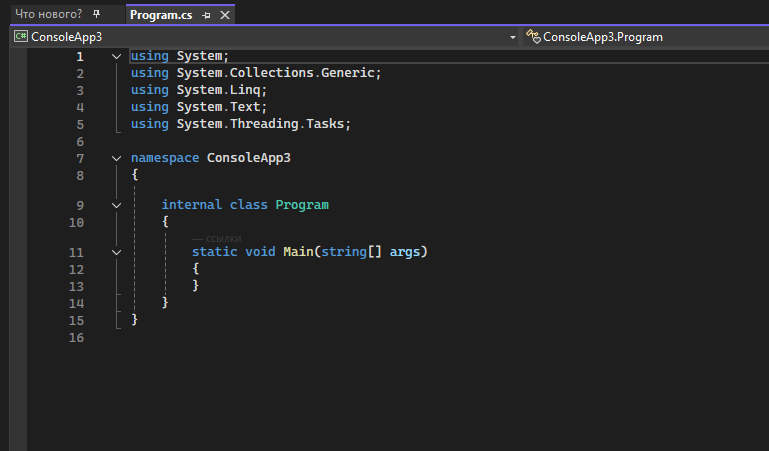 Что нового?
Program.cs
C# ConsoleApp3
ConsoleApp3.Program
1 using System;
2 using System.Collections.Generic;
3 using System.Linq;
4 using System.Text;
5 using System.Threading.Tasks;
6
7 namespace ConsoleApp3
8 {
9 internal class Program
10 {
— ссылки
11 static void Main(string[] args)
12 {
13 }
14 }
15 }
16